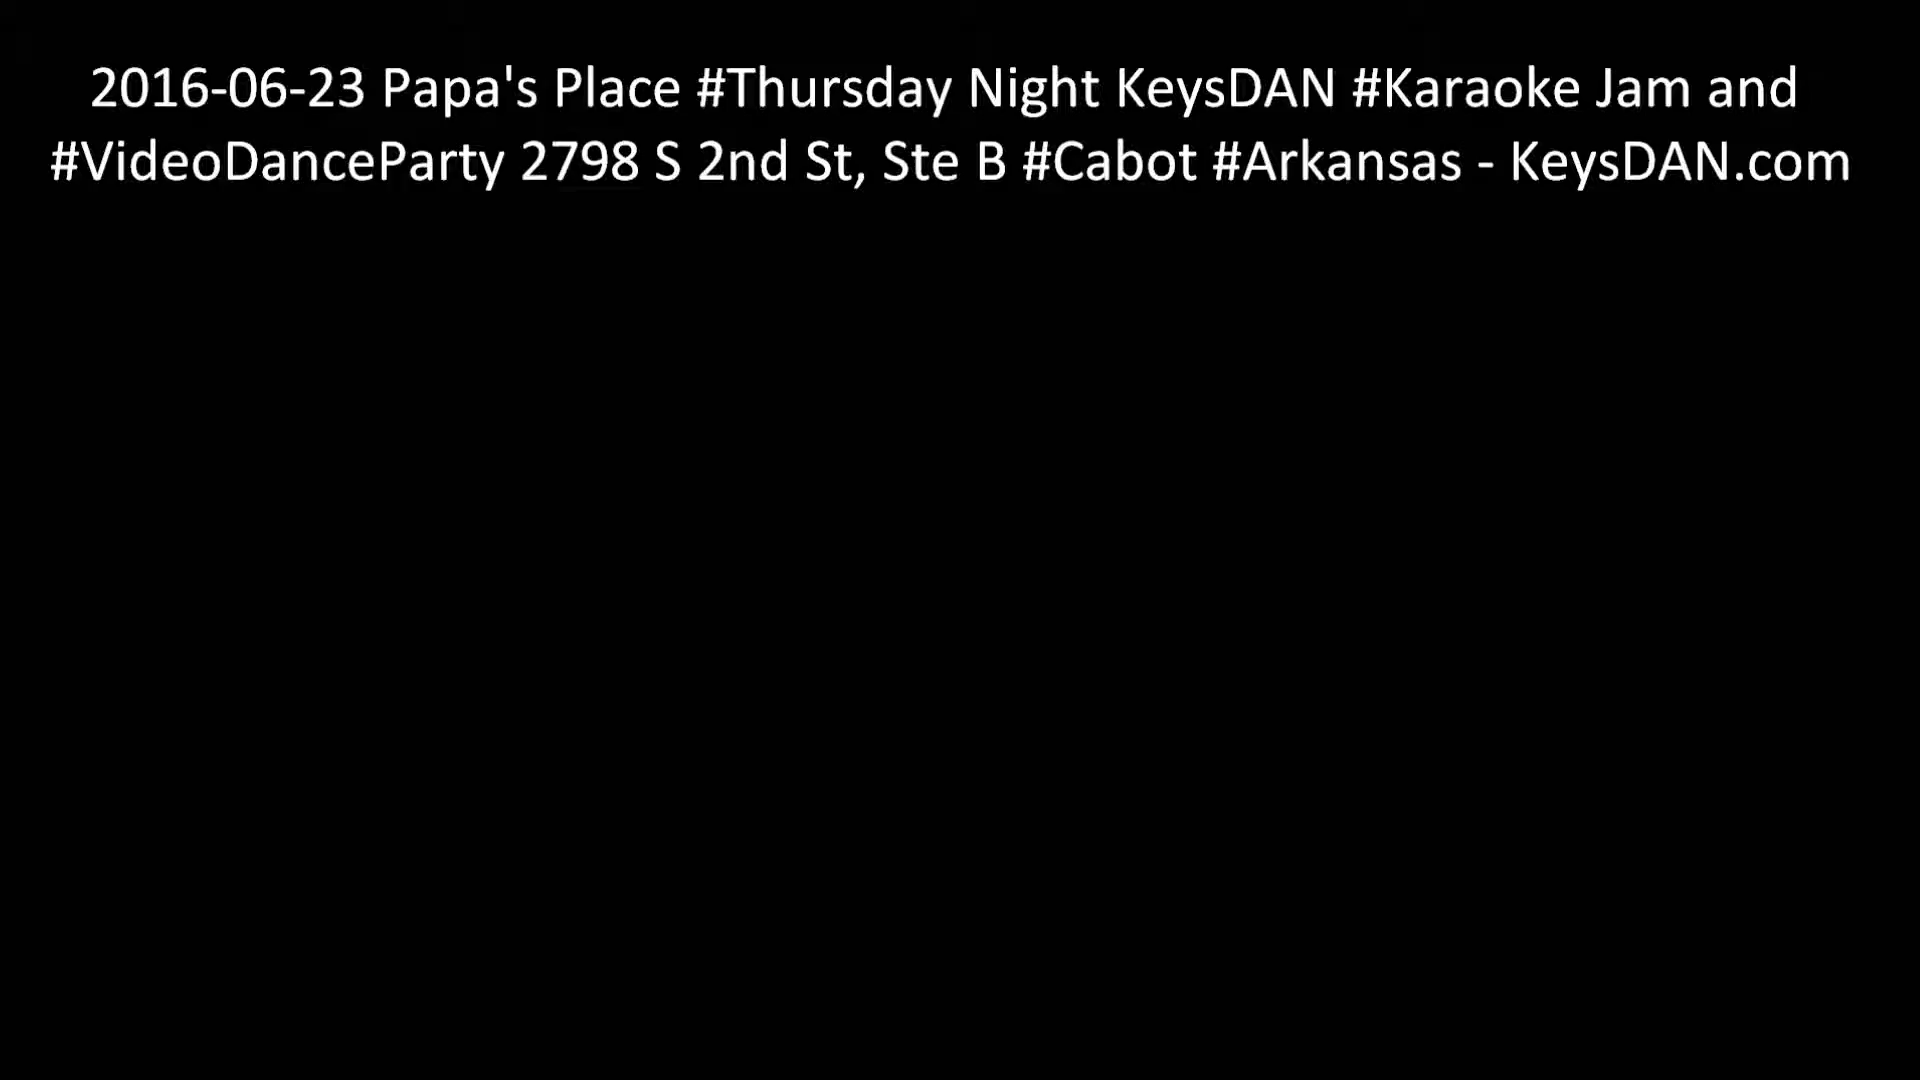 2016-06-23 Papa's Place #Thursday Night KeysDAN #Karaoke Jam and
#VideoDanceParty 2798 S 2nd St, Ste B #Cabot #Arkansas - KeysDAN.com